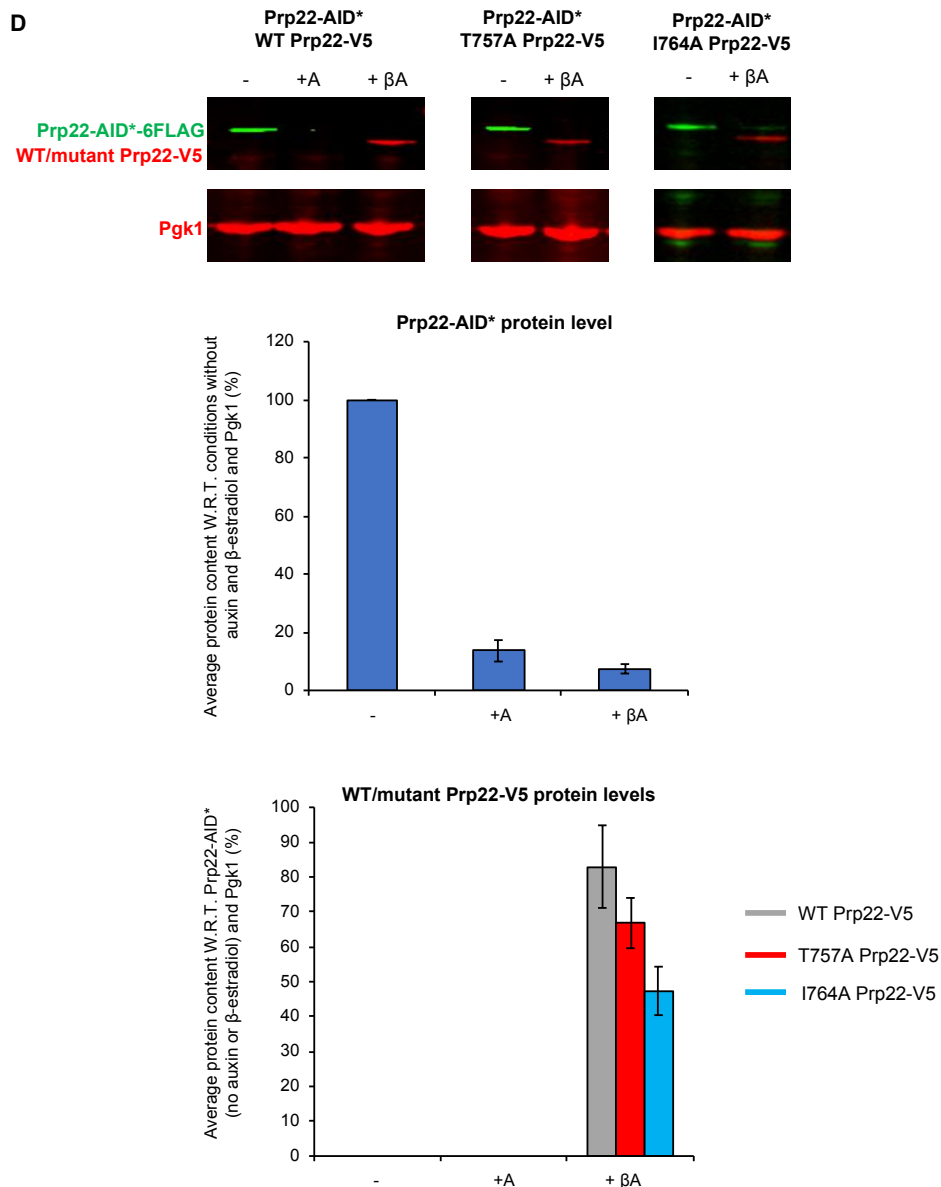 D
Prp22-AID*
WT Prp22-V5
Prp22-AID*
T757A Prp22-V5
Prp22-AID*
I764A Prp22-V5
- +A + βA
- + βA
- + βA
Prp22-AID*-6FLAG
WT/mutant Prp22-V5
Pgk1
Prp22-AID* protein level
Average protein content W.R.T. conditions without
auxin and β-estradiol and Pgk1 (%)
120
100
80
60
40
20
0
- +A + βA
WT/mutant Prp22-V5 protein levels
Average protein content W.R.T. Prp22-AID*
(no auxin or β-estradiol) and Pgk1 (%)
100
90
80
70
60
50
40
30
20
10
0
- +A + βA
WT Prp22-V5
T757A Prp22-V5
I764A Prp22-V5